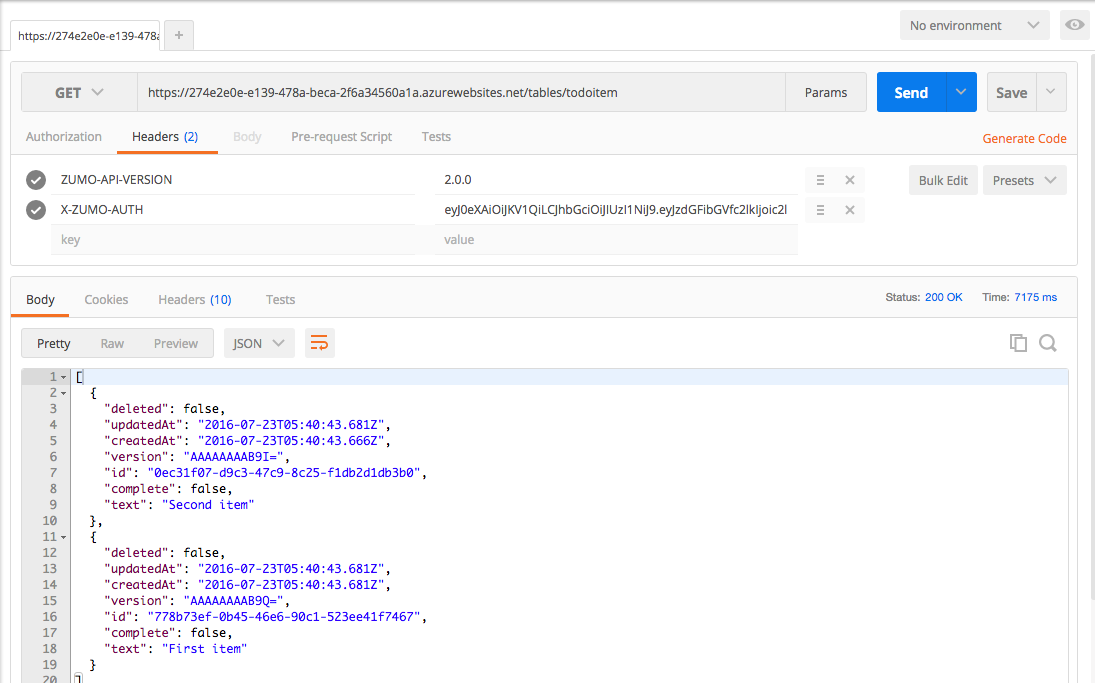 https://274e2e0e-e139-478a
+
No environment
GET https://274e2e0e-e139-478a-beca-2f6a34560a1a.azurewebsites.net/tables/todoitem Params Send Save
Authorization Headers (2) Body Pre-request Script Tests Generate Code
ZUMO-API-VERSION 2.0.0 Bulk Edit Presets
X-ZUMO-AUTH eyJ0eXAiOiJKV1QiLCJhbGciOiJIUzI1NiJ9.eyJzdGFibGVfc2lkIjoic2l
key value
Body Cookies Headers (10) Tests Status: 200 OK Time: 7175 ms
Pretty Raw Preview JSON
1 [
2 {
3 "deleted": false,
4 "updatedAt": "2016-07-23T05:40:43.681Z",
5 "createdAt": "2016-07-23T05:40:43.666Z",
6 "version": "AAAAAAAAB9I=",
7 "id": "0ec31f07-d9c3-47c9-8c25-f1db2d1db3b0",
8 "complete": false,
9 "text": "Second item"
10 },
11 {
12 "deleted": false,
13 "updatedAt": "2016-07-23T05:40:43.681Z",
14 "createdAt": "2016-07-23T05:40:43.681Z",
15 "version": "AAAAAAAAB9Q=",
16 "id": "778b73ef-0b45-46e6-90c1-523ee41f7467",
17 "complete": false,
18 "text": "First item"
19 }
20 ]